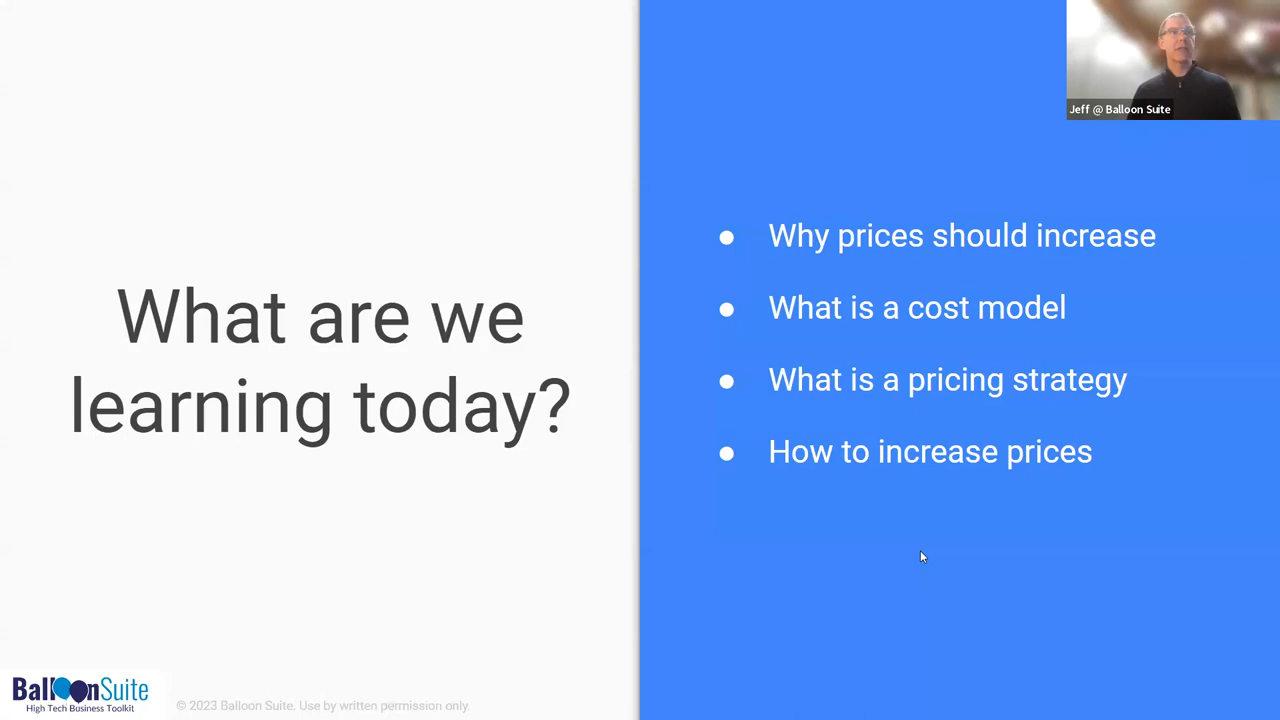 Jeff @ Balloon Suite
What are we
learning today?
● Why prices should increase
● What is a cost model
● What is a pricing strategy
● How to increase prices
BalloonSuite
High Tech Business Toolkit
© 2023 Balloon Suite. Use by written permission only.